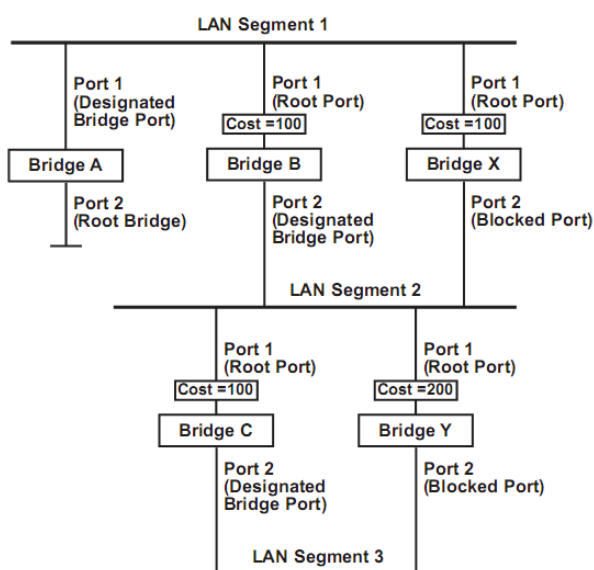 LAN Segment 1
Port 1
(Designated
Bridge Port)
Port 1
(Root Port)
Cost =100
Port 1
(Root Port)
Cost =100
Bridge A
Bridge B
Bridge X
Port 2
(Root Bridge)
Port 2
(Designated
Bridge Port)
Port 2
(Blocked Port)
LAN Segment 2
Port 1
(Root Port)
Cost =100
Port 1
(Root Port)
Cost =200
Bridge C
Bridge Y
Port 2
(Designated
Bridge Port)
Port 2
(Blocked Port)
LAN Segment 3